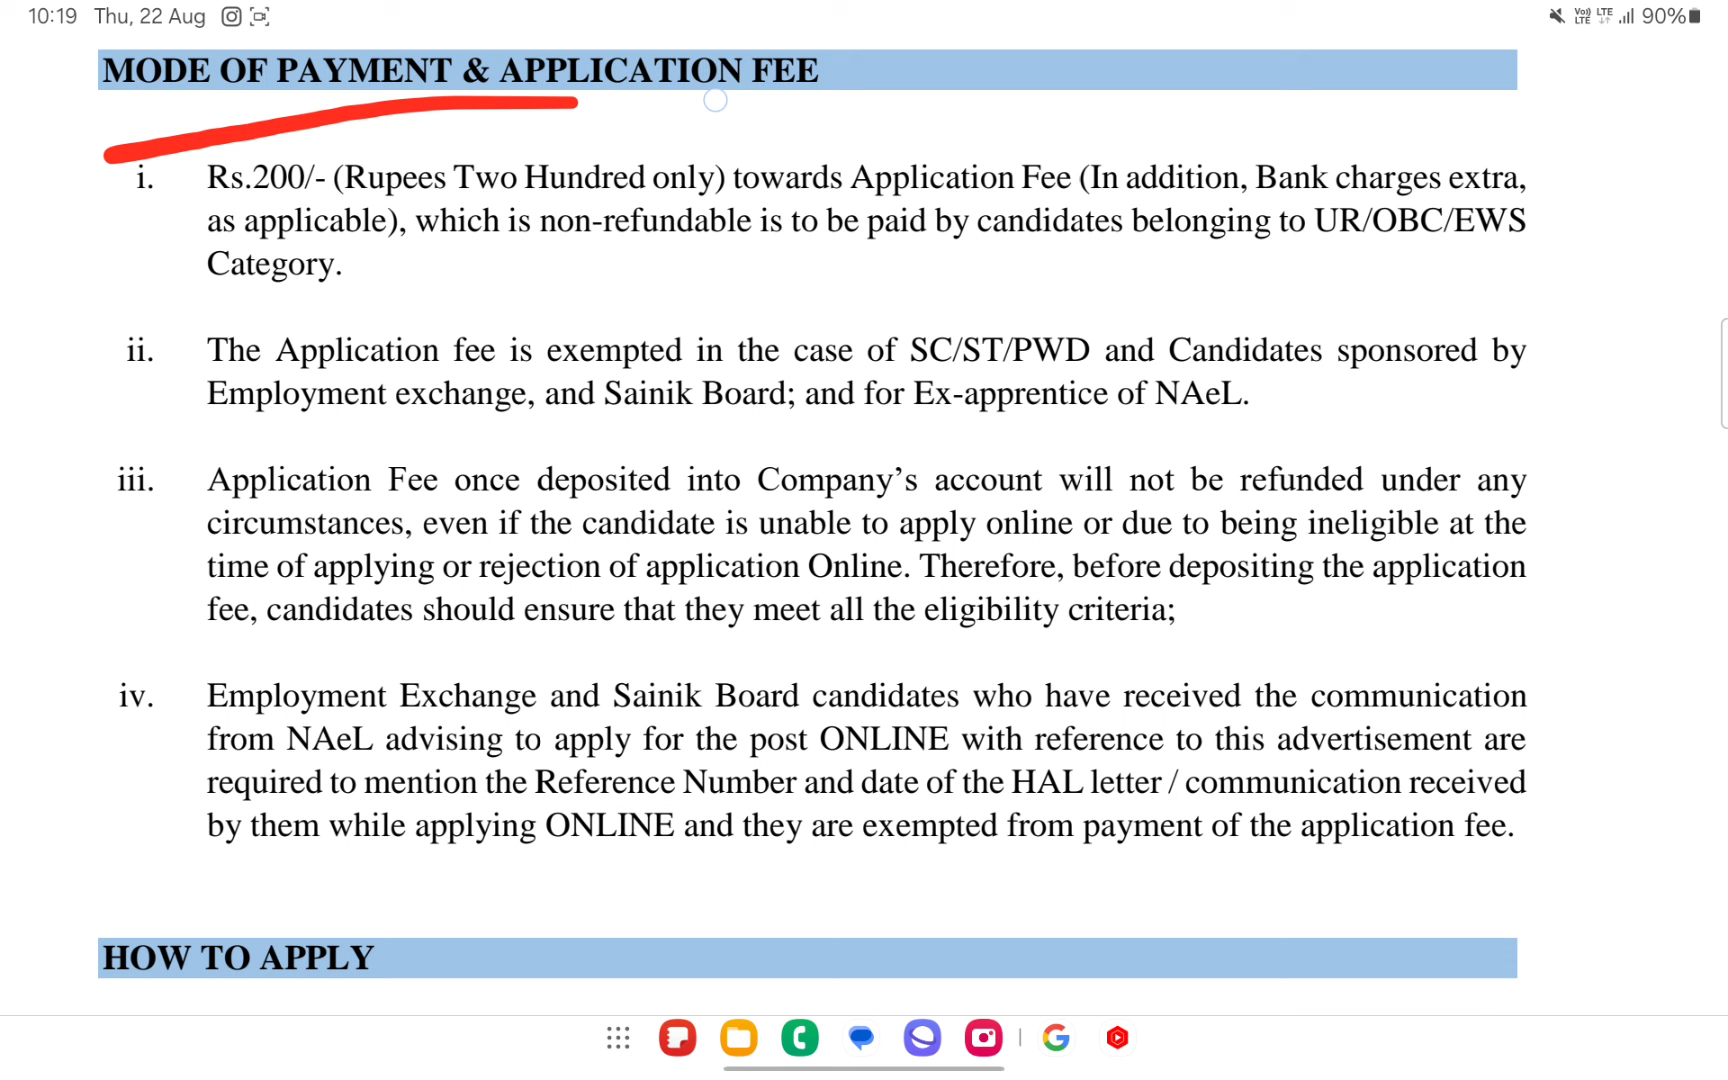 10:19 Thu, 22 Aug Vo) LTE LTE 90%
MODE OF PAYMENT & APPLICATION FEE
i. Rs.200/- (Rupees Two Hundred only) towards Application Fee (In addition, Bank charges extra,
as applicable), which is non-refundable is to be paid by candidates belonging to UR/OBC/EWS
Category.
ii. The Application fee is exempted in the case of SC/ST/PWD and Candidates sponsored by
Employment exchange, and Sainik Board; and for Ex-apprentice of NAeL.
iii. Application Fee once deposited into Company’s account will not be refunded under any
circumstances, even if the candidate is unable to apply online or due to being ineligible at the
time of applying or rejection of application Online. Therefore, before depositing the application
fee, candidates should ensure that they meet all the eligibility criteria;
iv. Employment Exchange and Sainik Board candidates who have received the communication
from NAeL advising to apply for the post ONLINE with reference to this advertisement are
required to mention the Reference Number and date of the HAL letter / communication received
by them while applying ONLINE and they are exempted from payment of the application fee.
HOW TO APPLY